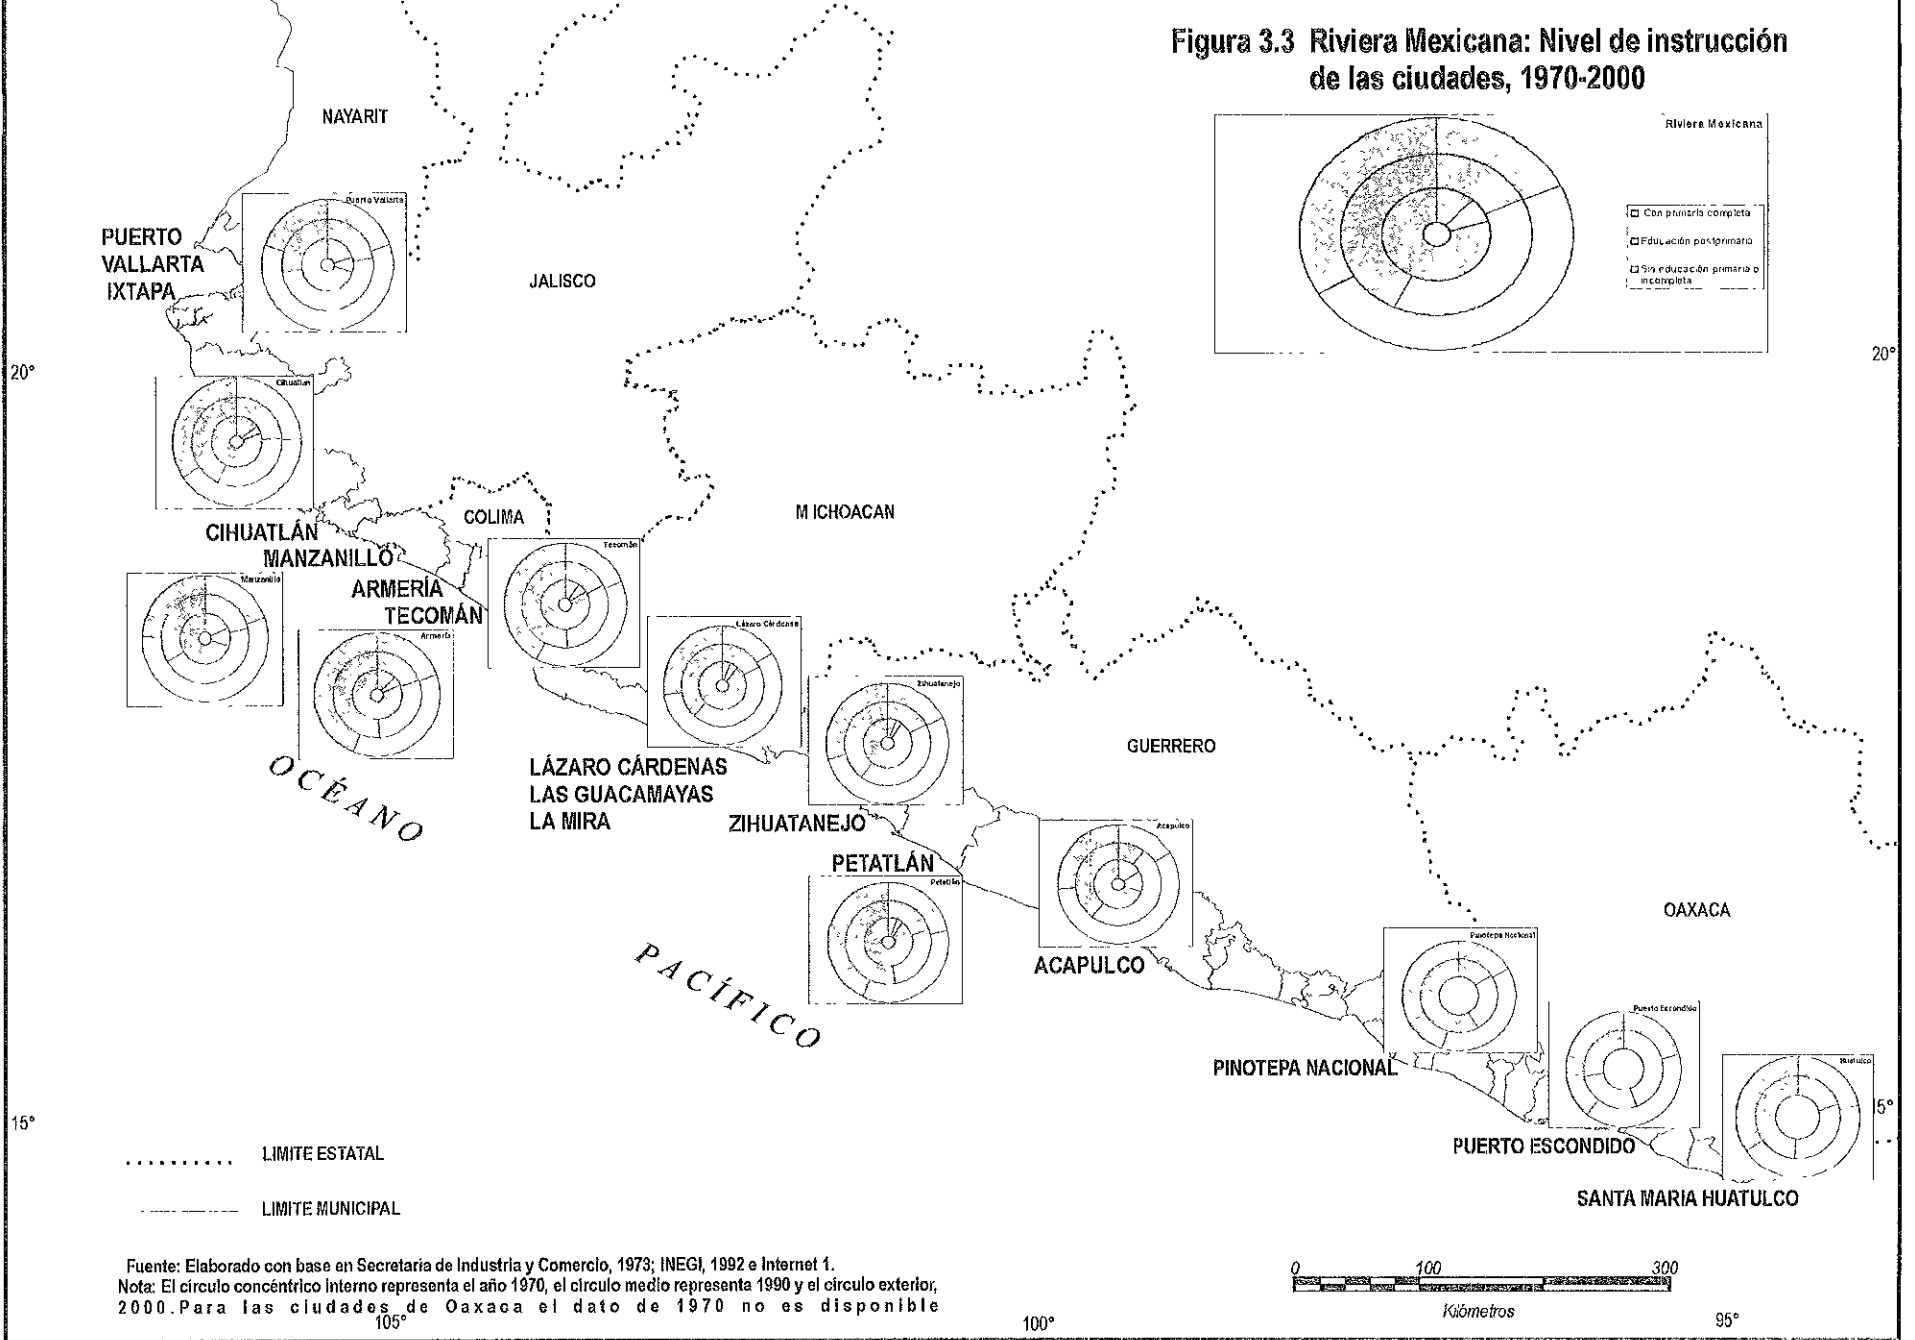 Figura 3.3 Riviera Mexicana: Nivel de instrucción
de las ciudades, 1970-2000
Riviera Mexicana
Con primaria completa
Educación postprimaria
Sin educación primaria o
incompleta
NAYARIT
Puerto Vallarta
PUERTO
VALLARTA
IXTAPA
JALISCO
20°
20°
Cihuatlán
CIHUATLÁN
MANZANILLO
COLIMA
MICHOACAN
Tecomán
Manzanillo
ARMERÍA
TECOMÁN
Armería
Lázaro Cárdenas
Zihuatanejo
OCÉANO
LÁZARO CÁRDENAS
LAS GUACAMAYAS
LA MIRA
GUERRERO
ZIHUATANEJO
PETATLÁN
Petatlán
Acapulco
ACAPULCO
OAXACA
PACÍFICO
Pinotepa Nacional
PINOTEPA NACIONAL
Puerto Escondido
PUERTO ESCONDIDO
Huatulco
SANTA MARIA HUATULCO
15°
15°
LIMITE ESTATAL
LIMITE MUNICIPAL
Fuente: Elaborado con base en Secretaría de Industria y Comercio, 1973; INEGI, 1992 e Internet 1.
Nota: El círculo concéntrico interno representa el año 1970, el círculo medio representa 1990 y el círculo exterior,
2000.Para las ciudades de Oaxaca el dato de 1970 no es disponible
0 100 300
Kilómetros
105°
100°
95°